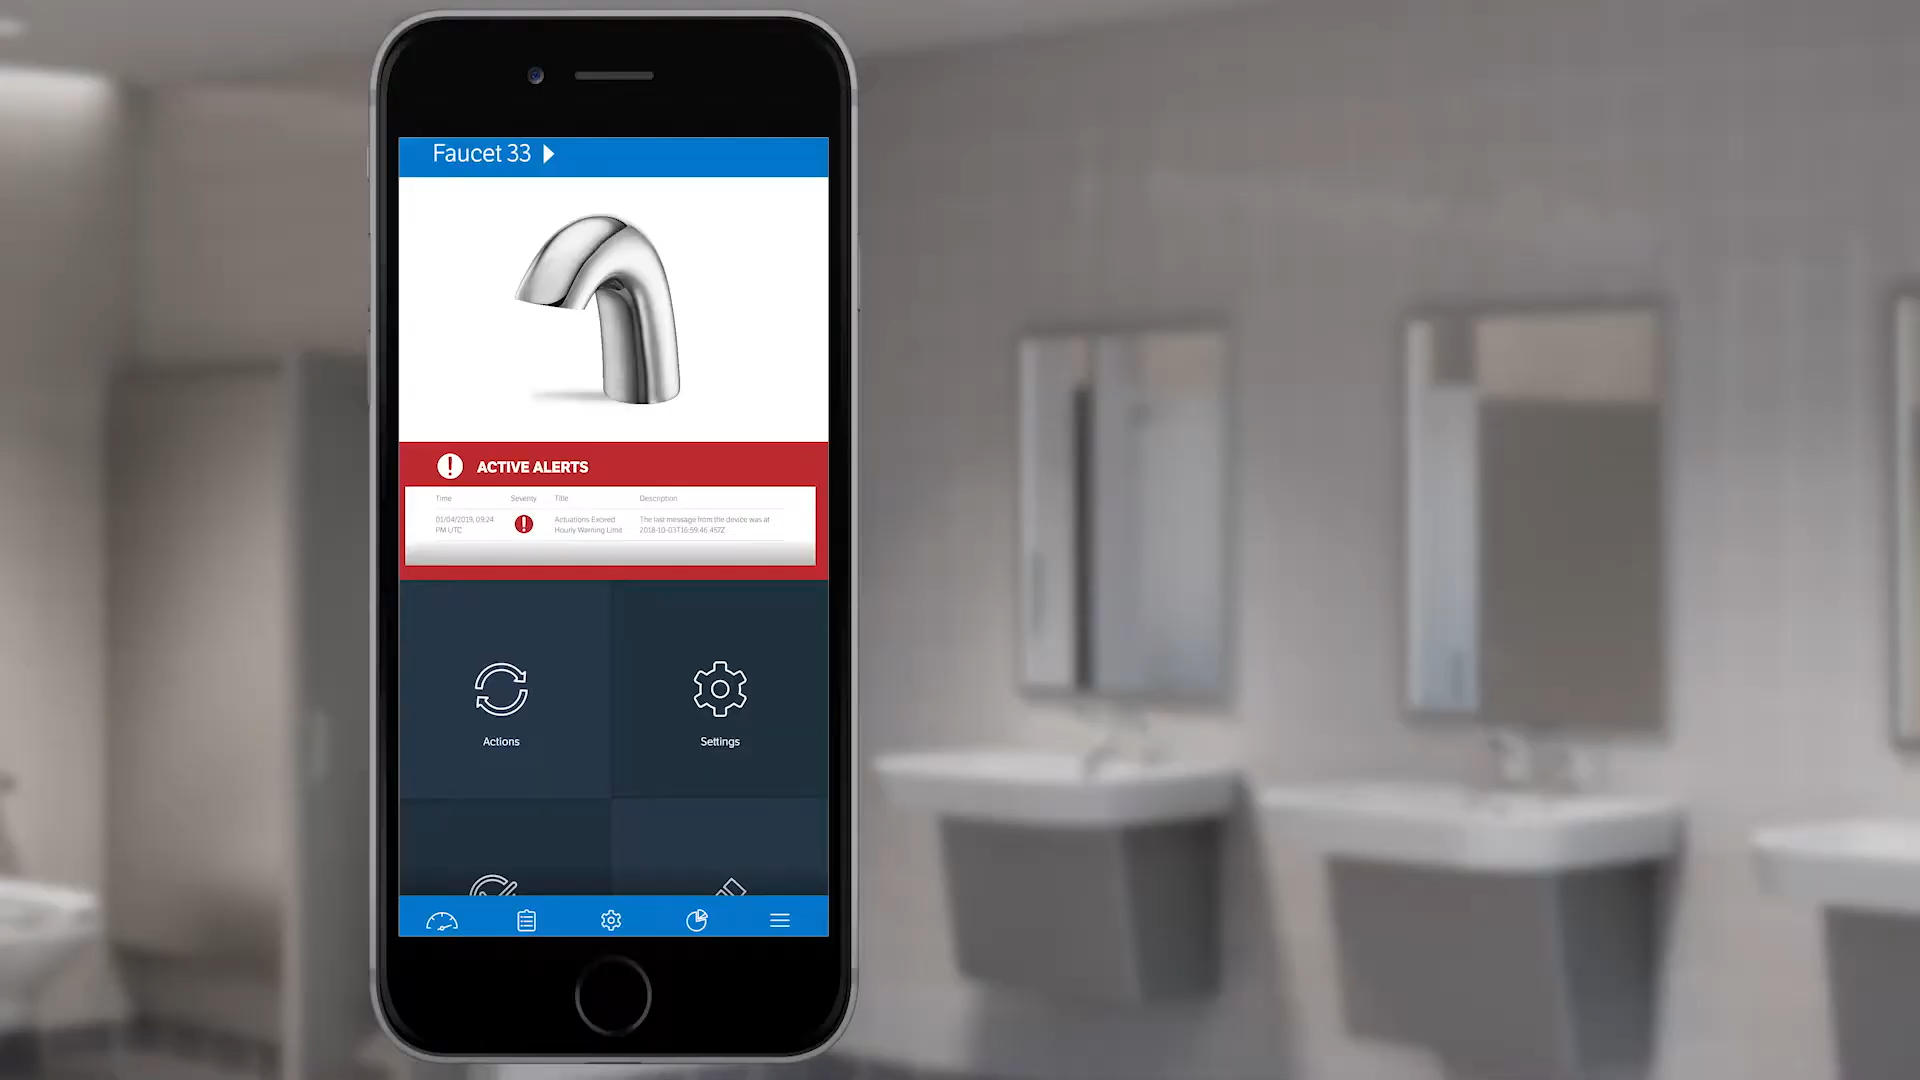 Faucet 33
ACTIVE ALERTS
Time Severity Title Description
01/04/2019, 09:24 Actuations Exceed The last message from the device was at
PM UTC Hourly Warning Limit 2018-10-03T16:59:46.457Z
Actions Settings